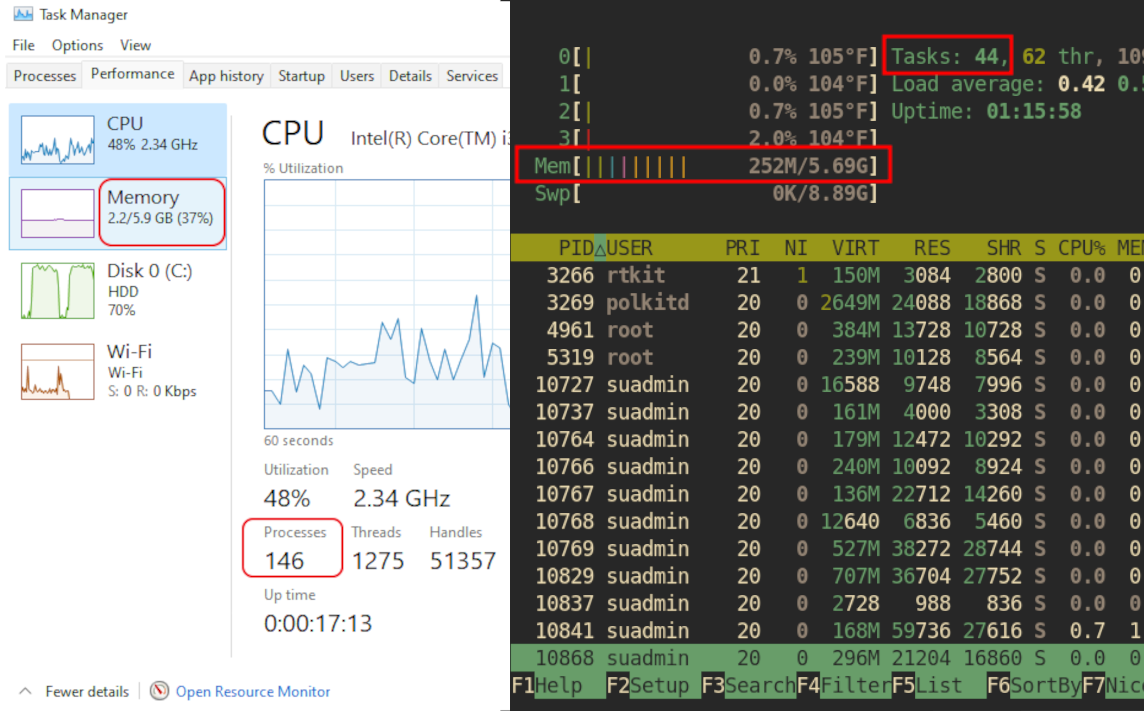 Task Manager
File Options View
Processes Performance App history Startup Users Details Services
CPU
48% 2.34 GHz
Memory
2.2/5.9 GB (37%)
Disk 0 (C:)
HDD
70%
Wi-Fi
Wi-Fi
S: 0 R: 0 Kbps
CPU Intel(R) Core(TM)
% Utilization
60 seconds
Utilization Speed
48% 2.34 GHz
Processes Threads Handles
146 1275 51357
Up time
0:00:17:13
Fewer details Open Resource Monitor
0[| 0.7% 105°F] Tasks: 44, 62 thr, 109
1[ 0.0% 104°F] Load average: 0.42
2[| 0.7% 105°F] Uptime: 01:15:58
3[| 2.0% 104°F]
Mem[||||||||| 252M/5.69G]
Swp[ 0K/8.89G]
PID△USER PRI NI VIRT RES SHR S CPU%
3266 rtkit 21 1 150M 3084 2800 S 0.0 0
3269 polkitd 20 0 2649M 24088 18868 S 0.0 0
4961 root 20 0 384M 13728 10728 S 0.0 0
5319 root 20 0 239M 10128 8564 S 0.0 0
10727 suadmin 20 0 16588 9748 7996 S 0.0 0
10737 suadmin 20 0 161M 4000 3308 S 0.0 0
10764 suadmin 20 0 179M 12472 10292 S 0.0 0
10766 suadmin 20 0 240M 10092 8924 S 0.0 0
10767 suadmin 20 0 136M 22712 14260 S 0.0 0
10768 suadmin 20 0 12640 6836 5460 S 0.0 0
10769 suadmin 20 0 527M 38272 28744 S 0.0 0
10829 suadmin 20 0 707M 36704 27752 S 0.0 0
10837 suadmin 20 0 2728 988 836 S 0.0 0
10841 suadmin 20 0 168M 59736 27616 S 0.7 1
10868 suadmin 20 0 296M 21204 16860 S 0.0 0
F1Help F2Setup F3SearchF4FilterF5List F6SortByF7Nic